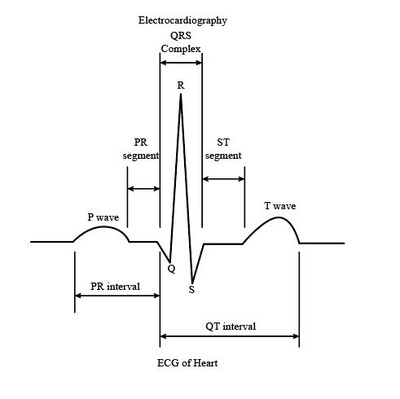 Electrocardiography
QRS
Complex
R
PR
segment
ST
segment
P wave
T wave
Q
S
PR interval
QT interval
ECG of Heart